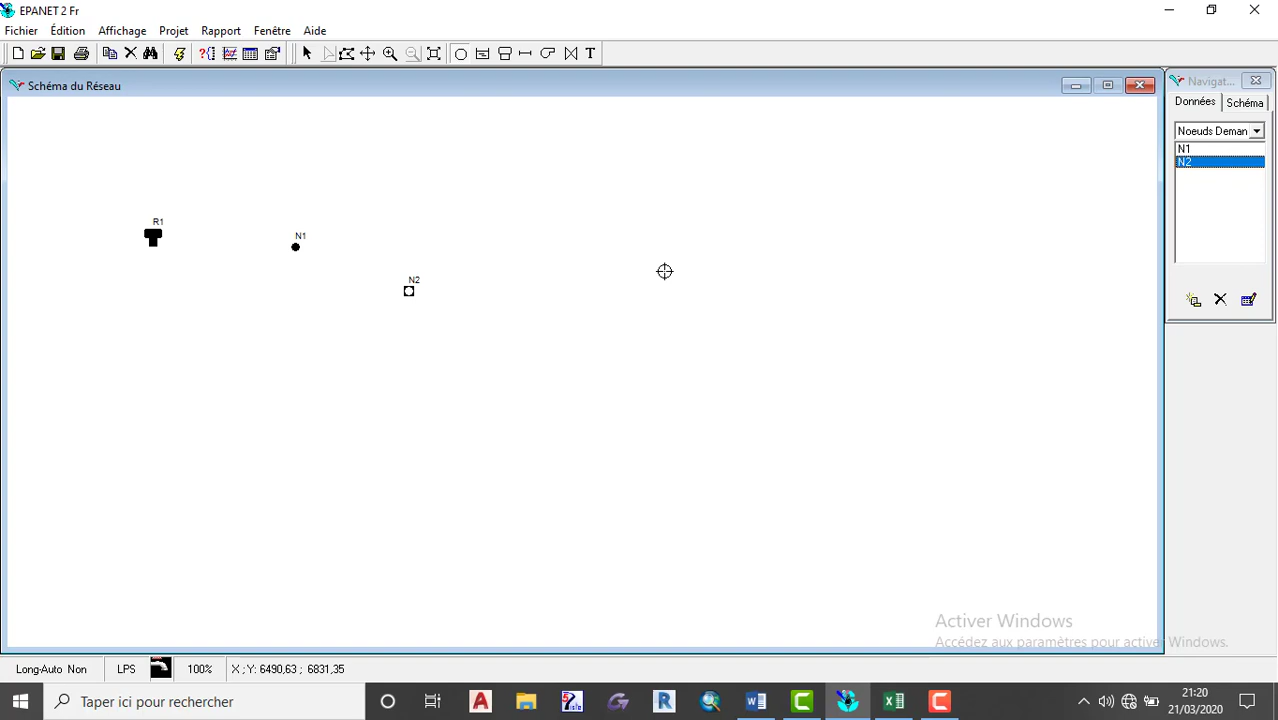 EPANET 2 Fr
Fichier Édition Affichage Projet Rapport Fenêtre Aide
Schéma du Réseau
Navigat...
Données Schéma
Noeuds Deman
N1
N2
R1
N1
N2
Activer Windows
Accédez aux paramètres pour activer Windows.
Long-Auto Non LPS 100% X ; Y: 6490,63 ; 6831,35
Taper ici pour rechercher
21:20
21/03/2020